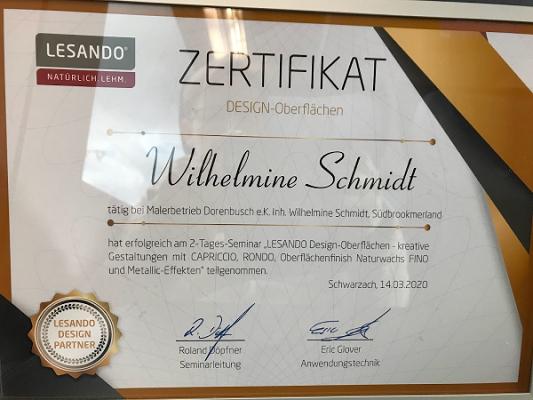 LESANDO®
NATÜRLICH.LEHM.
ZERTIFIKAT
DESIGN-Oberflächen
Wilhelmine Schmidt
tätig bei Malerbetrieb Dorenbusch e.K. Inh. Wilhelmine Schmidt, Südbrookmerland
hat erfolgreich am 2-Tages-Seminar „LESANDO Design-Oberflächen - kreative
Gestaltungen mit CAPRICCIO, RONDO, Oberflächenfinish Naturwachs FINO
und Metallic-Effekten" teilgenommen.
Schwarzach, 14.03.2020
LESANDO
DESIGN
PARTNER
Roland Döpfner
Seminarleitung
Eric Glover
Anwendungstechnik